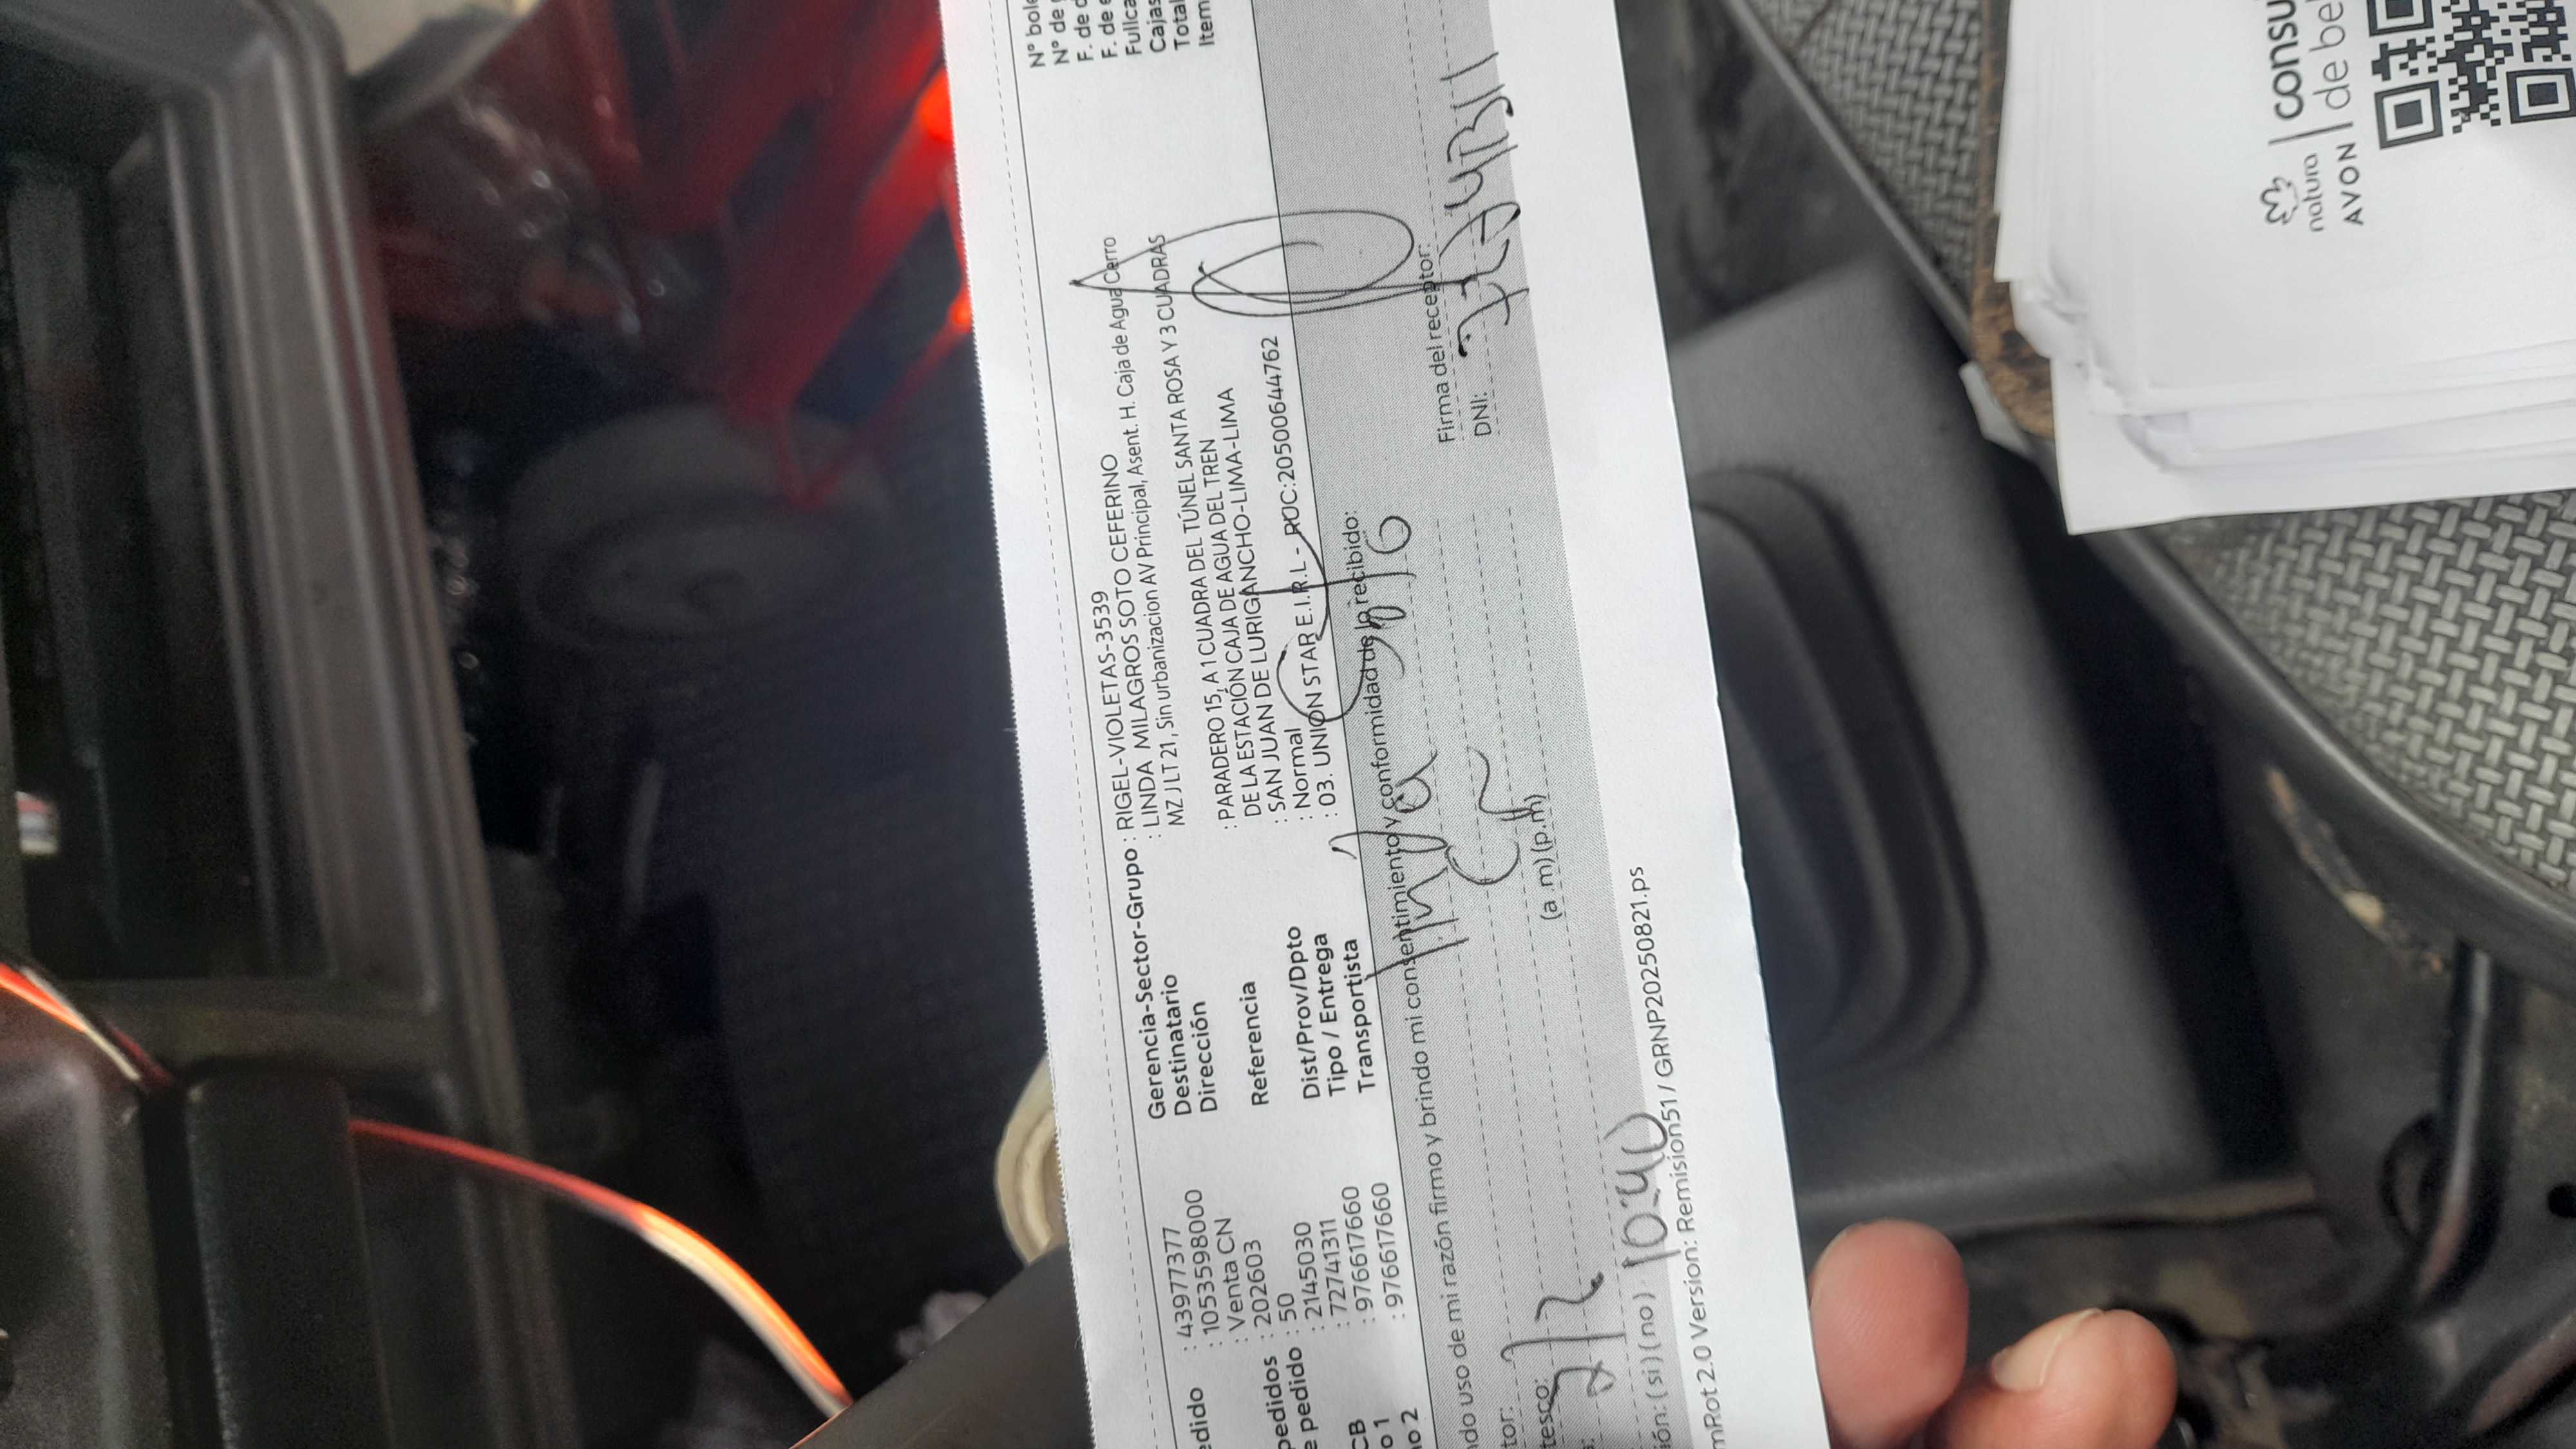 edido : 439777377
: 1053598000
: Venta CN
: 202603
pedidos : 50
e pedido : 2145030
CB : 72741311
o 1 : 976617660
no 2 : 976617660
Gerencia-Sector-Grupo : RIGEL-VIOLETAS-3539
Destinatario : LINDA MILAGROS SOTO CEFERINO
Dirección MZ J LT 21, Sin urbanizacion AV Principal, Asent. H. Caja de Agua Cerro
Referencia : PARADERO 15, A 1 CUADRA DEL TÚNEL SANTA ROSA Y 3 CUADRAS
DE LA ESTACIÓN CAJA DE AGUA DEL TREN
Dist/Prov/Dpto : SAN JUAN DE LURIGANCHO-LIMA-LIMA
Tipo / Entrega : Normal
Transportista : 03. UNION STAR E.I.R.L - RUC:20500644762
N° bole
N° de
F. de d
F. de e
Fullca
Cajas
Total
Item
ndo uso de mi razón firmo y brindo mi consentimiento y conformidad de lo recibido:
tor:
tesco:
ión: (si) (no) 10:40
(a.m) (p.m)
Firma del receptor:
DNI: 72741311
mRot 2.0 Version: Remision51 / GRNP20250821.ps
natura
AVON
consu
de bel